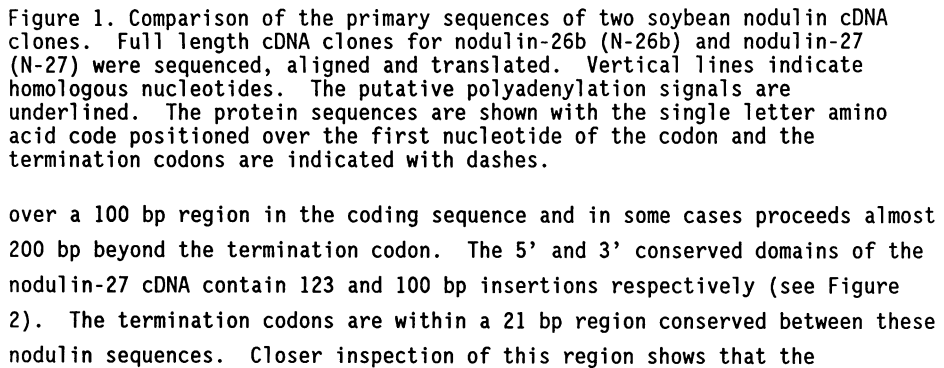 Figure 1. Comparison of the primary sequences of two soybean nodulin cDNA
clones.  Full length cDNA clones for nodulin-26b (N-26b) and nodulin-27
(N-27) were sequenced, aligned and translated.  Vertical lines indicate
homologous nucleotides.  The putative polyadenylation signals are
underlined.  The protein sequences are shown with the single letter amino
acid code positioned over the first nucleotide of the codon and the
termination codons are indicated with dashes.
over a 100 bp region in the coding sequence and in some cases proceeds almost
200 bp beyond the termination codon.  The 5' and 3' conserved domains of the
nodulin-27 cDNA contain 123 and 100 bp insertions respectively (see Figure
2).  The termination codons are within a 21 bp region conserved between these
nodulin sequences.  Closer inspection of this region shows that the